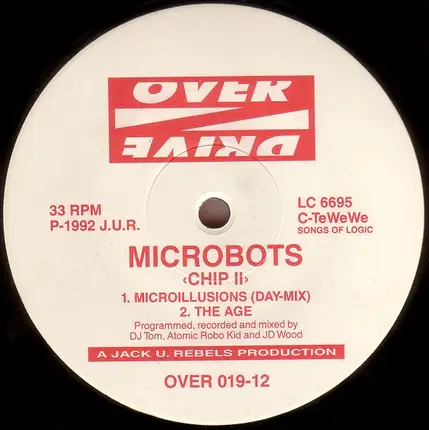 OVER
DRIVE
33 RPM
P-1992 J.U.R.
LC 6695
C-TeWeWe
SONGS OF LOGIC
MICROBOTS
‹CHIP II›
1. MICROILLUSIONS (DAY-MIX)
2. THE AGE
Programmed, recorded and mixed by
DJ Tom, Atomic Robo Kid and JD Wood
A JACK U. REBELS PRODUCTION
OVER 019-12